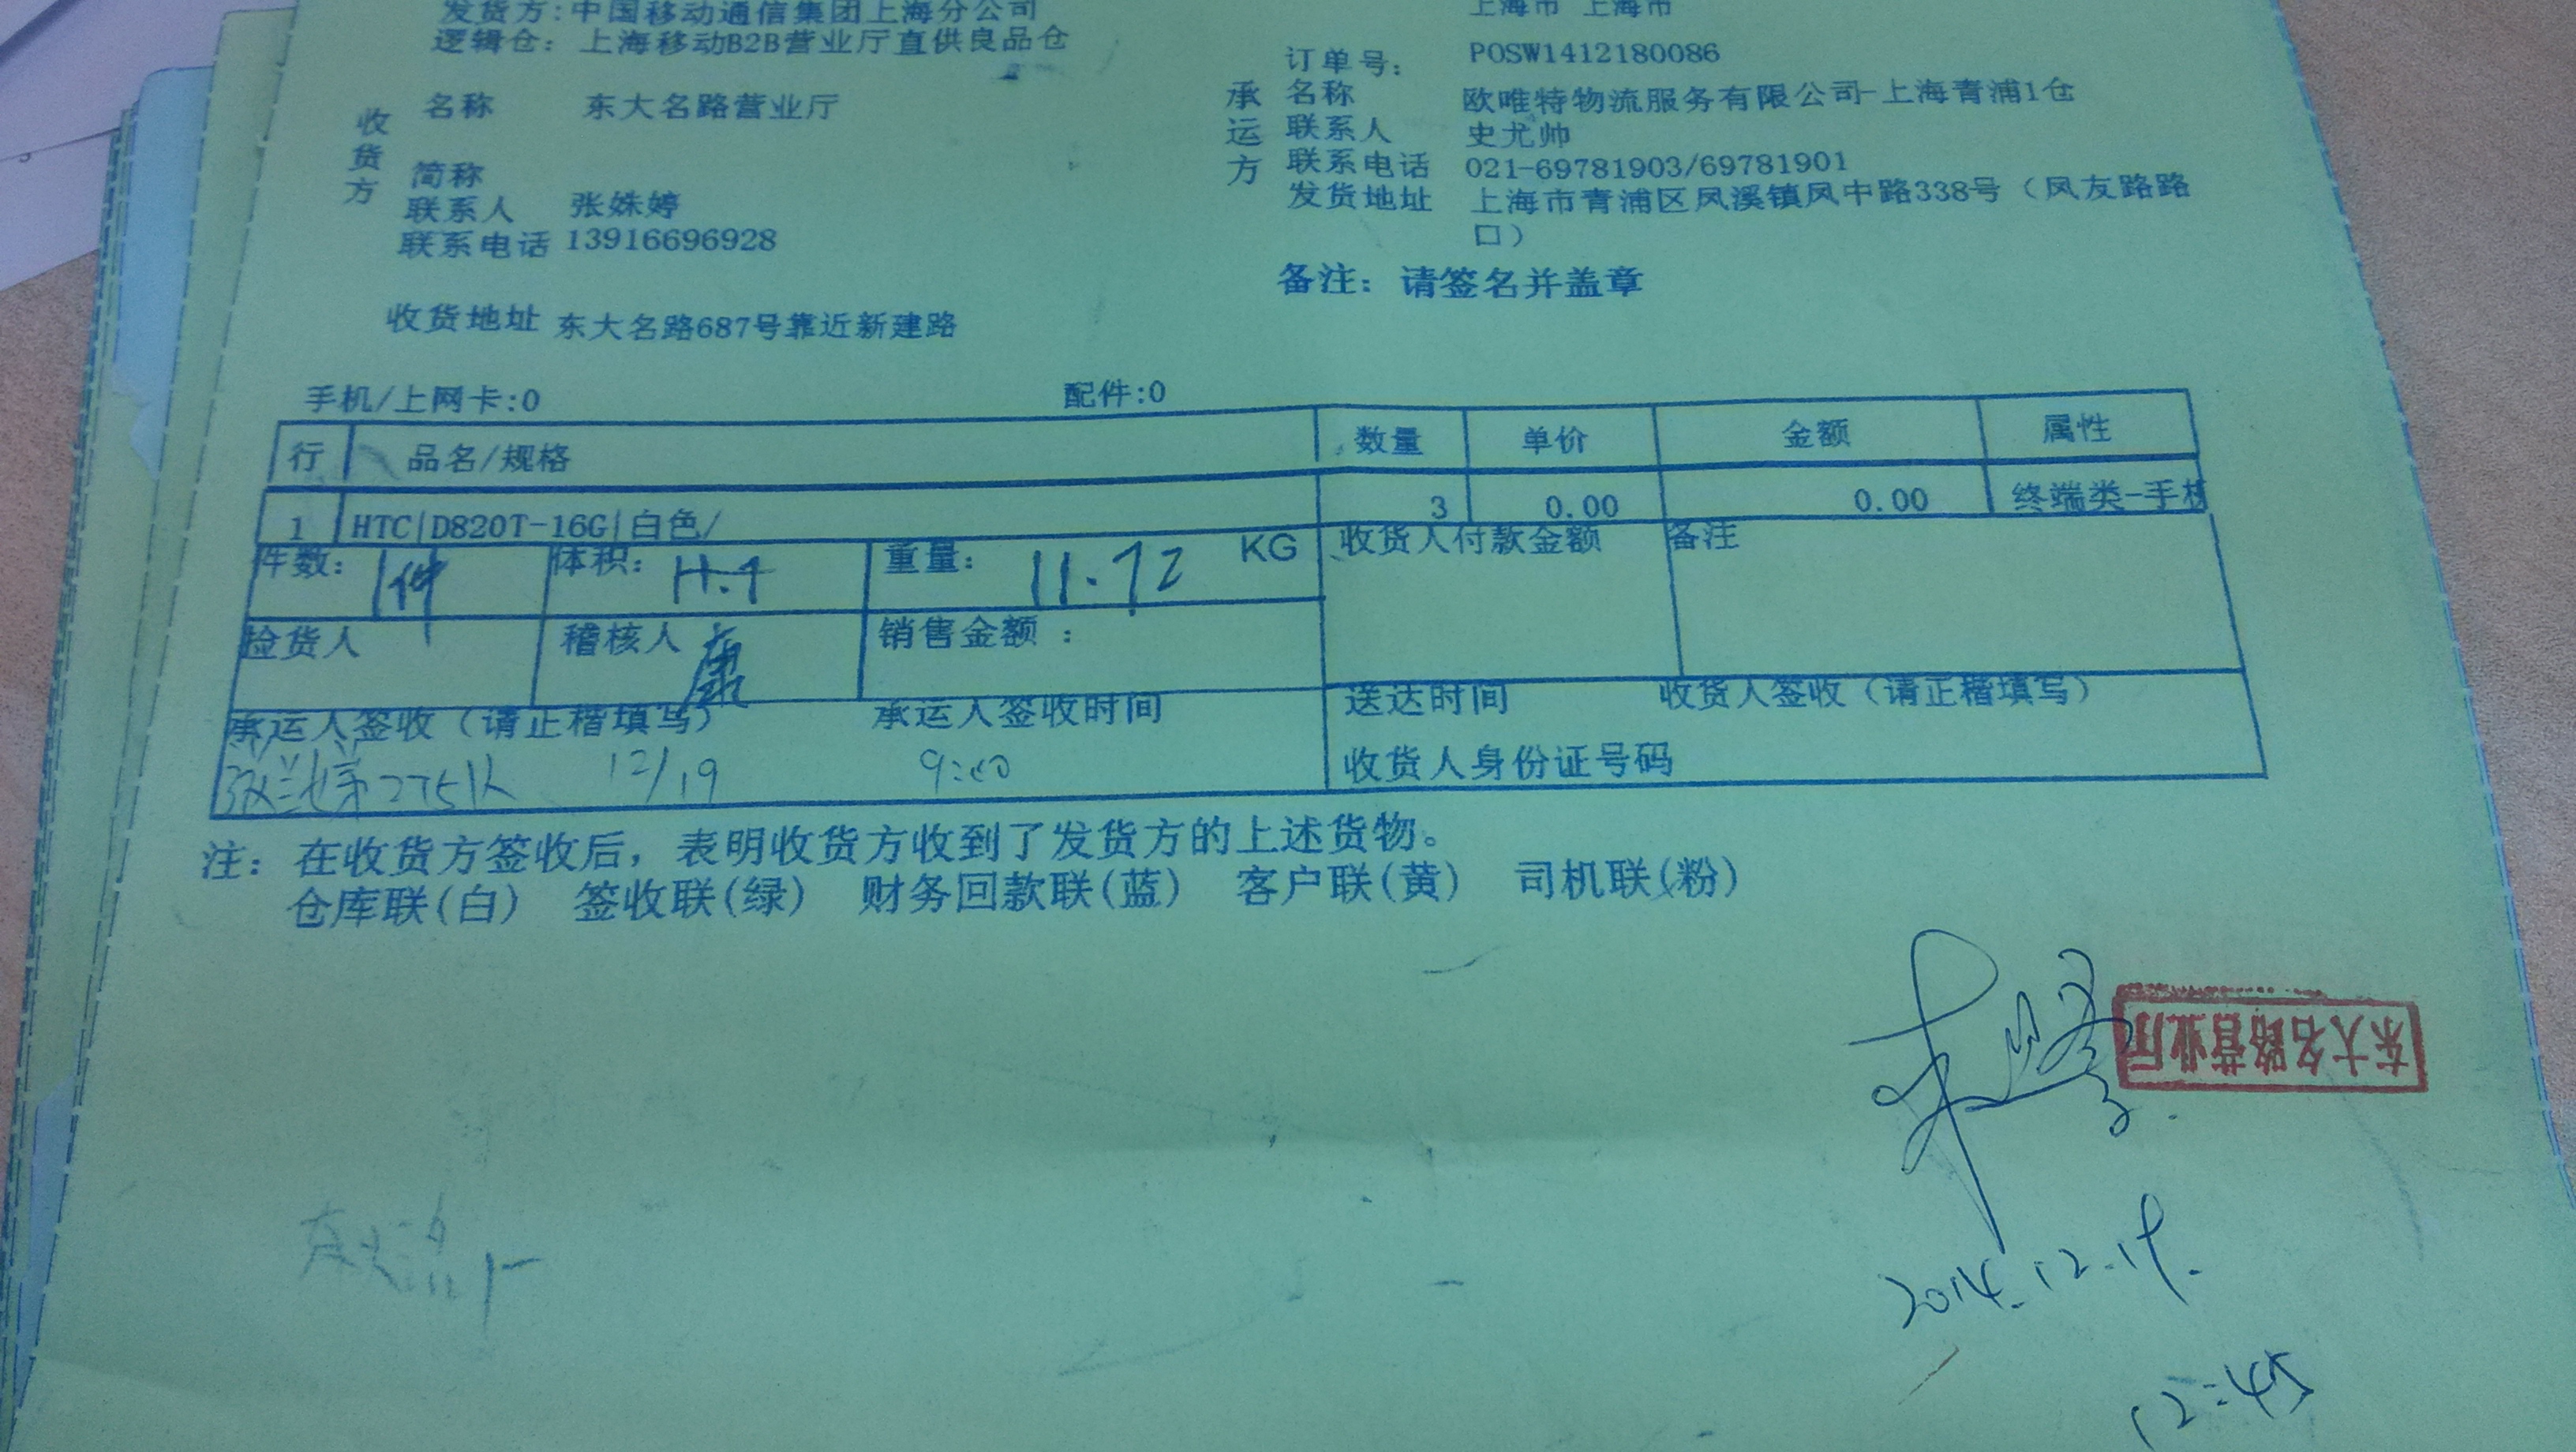 发货方:中国移动通信集团上海分公司
逻辑仓: 上海移动B2B营业厅直供良品仓
收货方
名称 东大名路营业厅
简称
联系人 张姝婷
联系电话 13916696928
收货地址 东大名路687号靠近新建路
上海市 上海市
订单号: POSW1412180086
承运方
名称 欧唯特物流服务有限公司-上海青浦1仓
联系人 史尤帅
联系电话 021-69781903/69781901
发货地址 上海市青浦区凤溪镇凤中路338号（凤友路路
口）
备注: 请签名并盖章
手机/上网卡:0 配件:0
行 品名/规格 数量 单价 金额 属性
1 HTC|D820T-16G|白色/ 3 0.00 0.00 终端类-手机
件数: 1件 体积: 重量: 11.72 KG 收货人付款金额 备注
捡货人 稽核人 康 销售金额:
承运人签收（请正楷填写） 承运人签收时间 送达时间 收货人签收（请正楷填写）
12/19 收货人身份证号码
注: 在收货方签收后，表明收货方收到了发货方的上述货物。
仓库联(白) 签收联(绿) 财务回款联(蓝) 客户联(黄) 司机联(粉)
东大名路营业厅
2014.12.19.
12:45